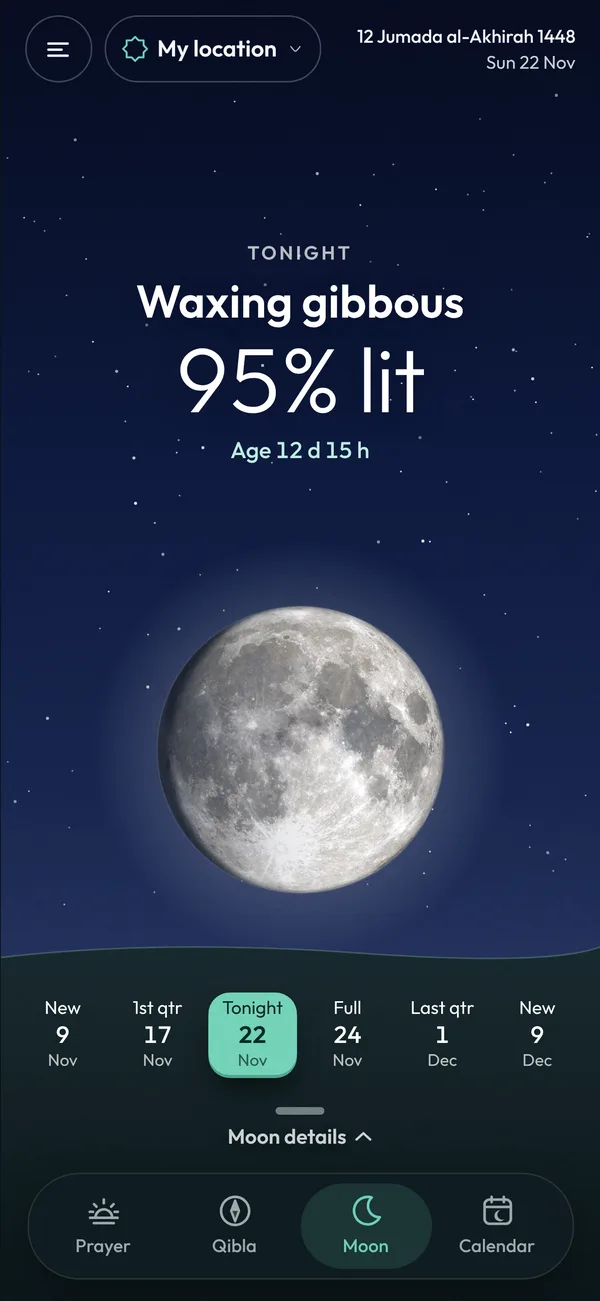 My location
12 Jumada al-Akhirah 1448
Sun 22 Nov
TONIGHT
Waxing gibbous
95% lit
Age 12 d 15 h
New
9
Nov
1st qtr
17
Nov
Tonight
22
Nov
Full
24
Nov
Last qtr
1
Dec
New
9
Dec
Moon details
Prayer
Qibla
Moon
Calendar